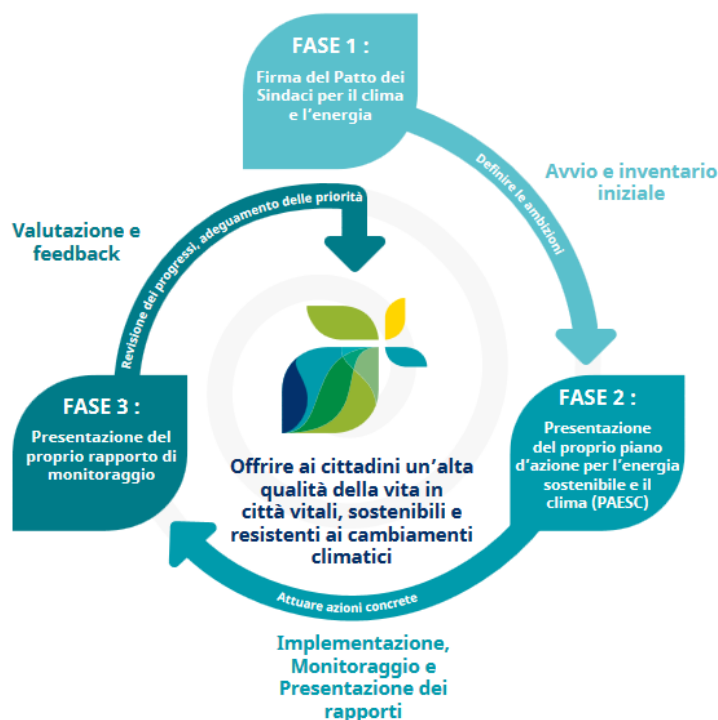 FASE 1 :
Firma del Patto dei
Sindaci per il clima
e l'energia
Definire le ambizioni
Avvio e inventario
iniziale
FASE 2 :
Presentazione
del proprio piano
d'azione per l'energia
sostenibile e il
clima (PAESC)
Attuare azioni concrete
Implementazione,
Monitoraggio e
Presentazione dei
rapporti
FASE 3 :
Presentazione del
proprio rapporto di
monitoraggio
Revisione dei progressi, adeguamento delle priorità
Valutazione e
feedback
Offrire ai cittadini un'alta
qualità della vita in
città vitali, sostenibili e
resistenti ai cambiamenti
climatici